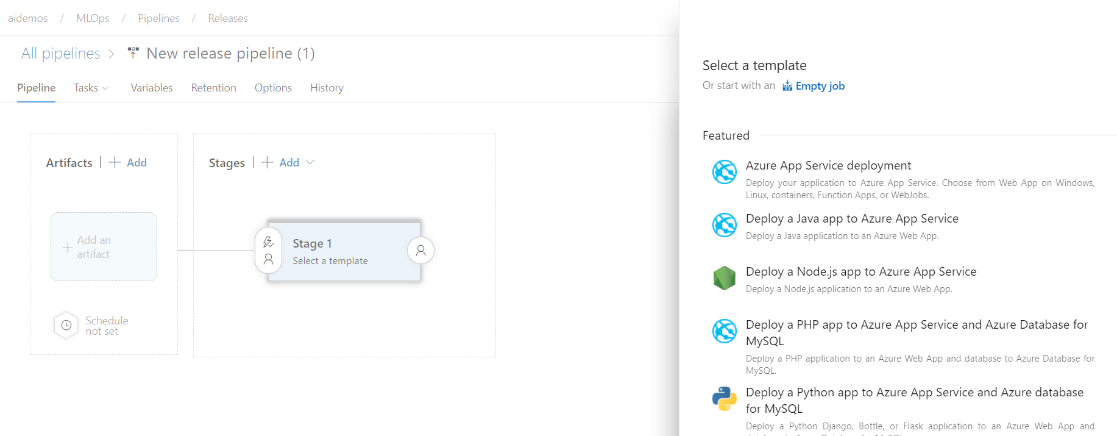 aidemos / MLOps / Pipelines / Releases
All pipelines > New release pipeline (1)
Pipeline Tasks Variables Retention Options History
Artifacts | + Add
Stages | + Add
+ Add an
artifact
Schedule
not set
Stage 1
Select a template
Select a template
Or start with an Empty job
Featured
Azure App Service deployment
Deploy your application to Azure App Service. Choose from Web App on Windows,
Linux, containers, Function Apps, or WebJobs.
Deploy a Java app to Azure App Service
Deploy a Java application to an Azure Web App.
Deploy a Node.js app to Azure App Service
Deploy a Node.js application to an Azure Web App.
Deploy a PHP app to Azure App Service and Azure Database for
MySQL
Deploy a PHP application to an Azure Web App and database to Azure Database for
MySQL.
Deploy a Python app to Azure App Service and Azure database
for MySQL
Deploy a Python Django, Bottle, or Flask application to an Azure Web App and